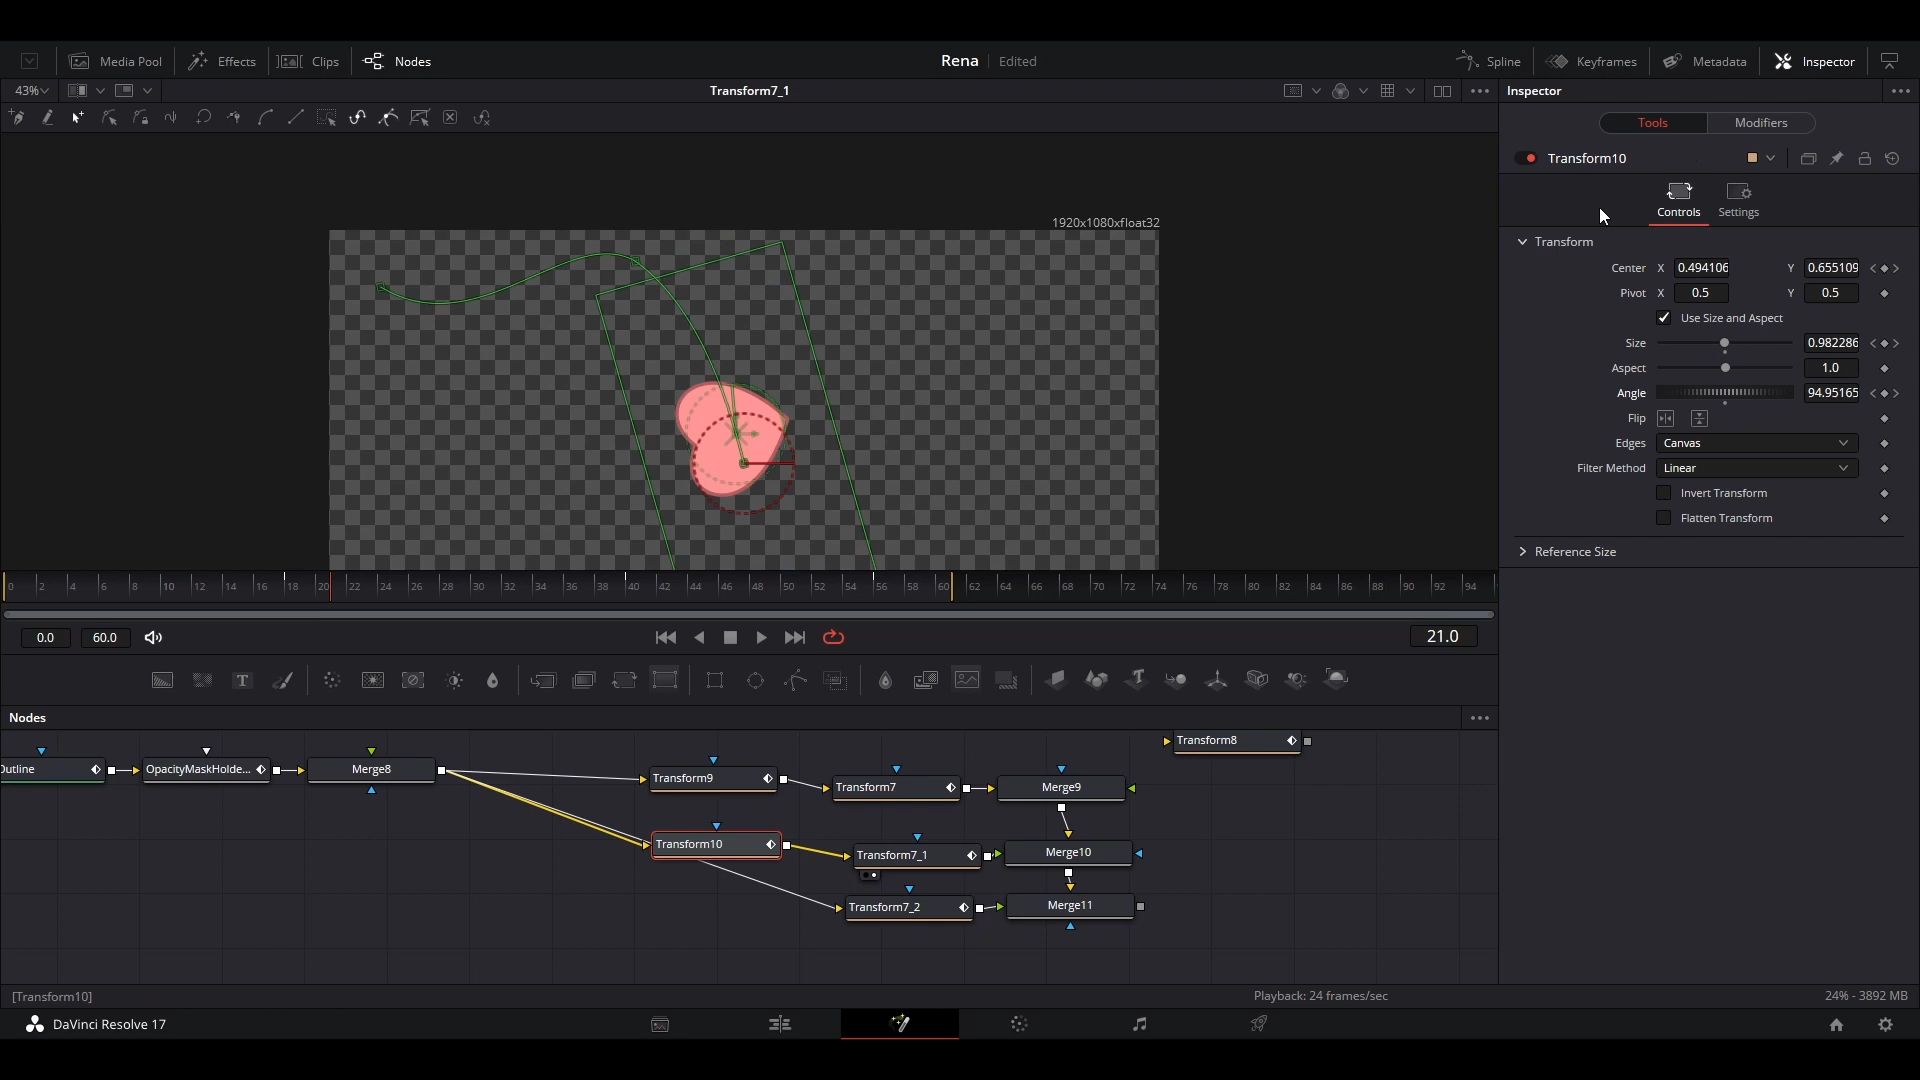 Media Pool Effects Clips Nodes Rena Edited Spline Keyframes Metadata Inspector
43% Transform7_1 Inspector
Tools Modifiers
Transform10
Controls Settings
1920x1080xfloat32
Transform
Center X 0.494106 Y 0.655109
Pivot X 0.5 Y 0.5
Use Size and Aspect
Size 0.982286
Aspect 1.0
Angle 94.95165
Flip
Edges Canvas
Filter Method Linear
Invert Transform
Flatten Transform
Reference Size
0 2 4 6 8 10 12 14 16 18 20 22 24 26 28 30 32 34 36 38 40 42 44 46 48 50 52 54 56 58 60 62 64 66 68 70 72 74 76 78 80 82 84 86 88 90 92 94
0.0 60.0 21.0
T
Nodes
Transform8
Outline OpacityMaskHolde... Merge8 Transform9 Transform7 Merge9
Transform10 Transform7_1 Merge10
Transform7_2 Merge11
[Transform10] Playback: 24 frames/sec 24% - 3892 MB
DaVinci Resolve 17